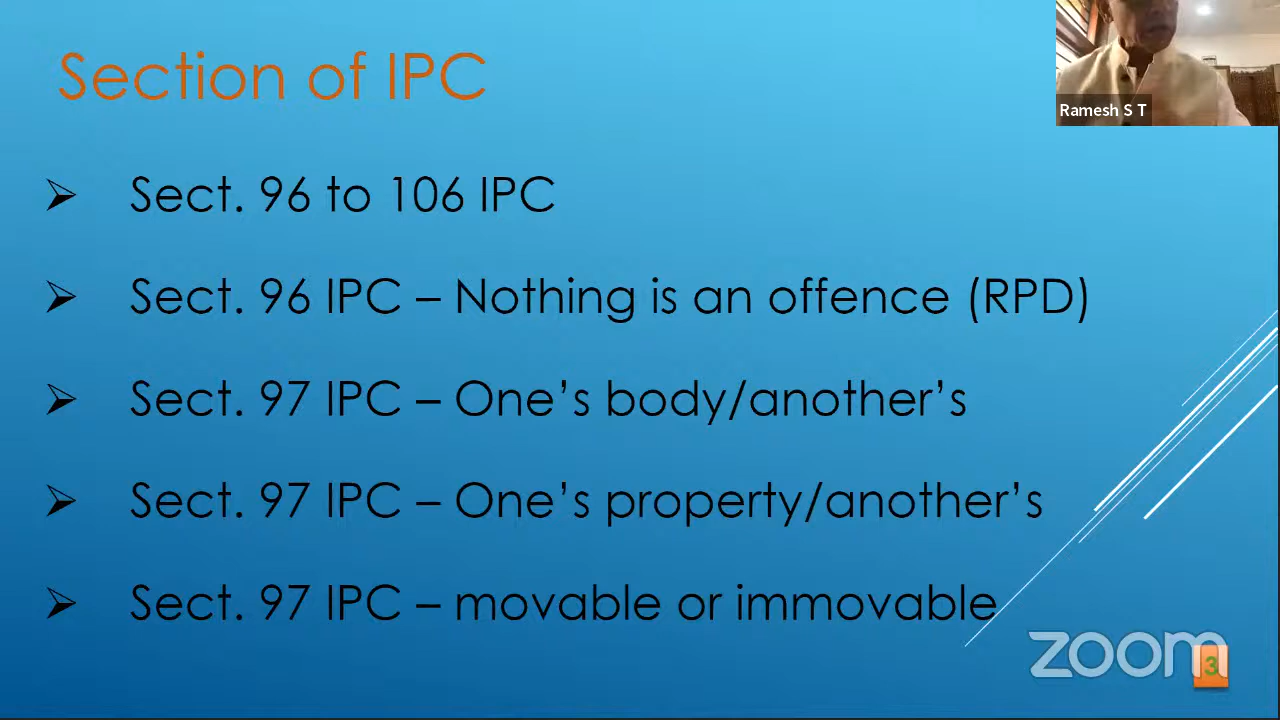 Section of IPC
Ramesh S T
➢ Sect. 96 to 106 IPC
➢ Sect. 96 IPC – Nothing is an offence (RPD)
➢ Sect. 97 IPC – One’s body/another’s
➢ Sect. 97 IPC – One’s property/another’s
➢ Sect. 97 IPC – movable or immovable
zoom
3